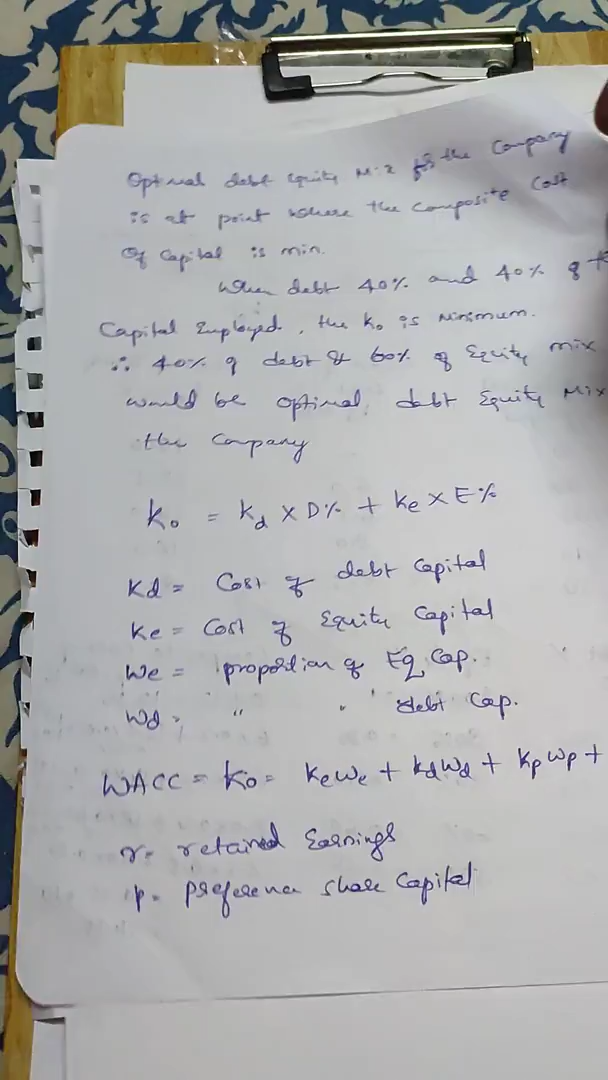 Optimal debt equity Mix for the Company
is at point where the Composite Cost
Of Capital is min.
When debt 40% and 40% of
Capital Employed, the Ko is Minimum.
∴ 40% of debt & 60% of Equity mix
would be optimal debt Equity Mix
the Company
Ko = Kd × D% + Ke × E%
Kd = Cost of debt Capital
Ke = Cost of Equity Capital
We = proportion of Eq. Cap.
Wd = " " debt Cap.
WACC = Ko = KeWe + KdWd + KpWp +
r = retained Earnings
p = preference share Capital